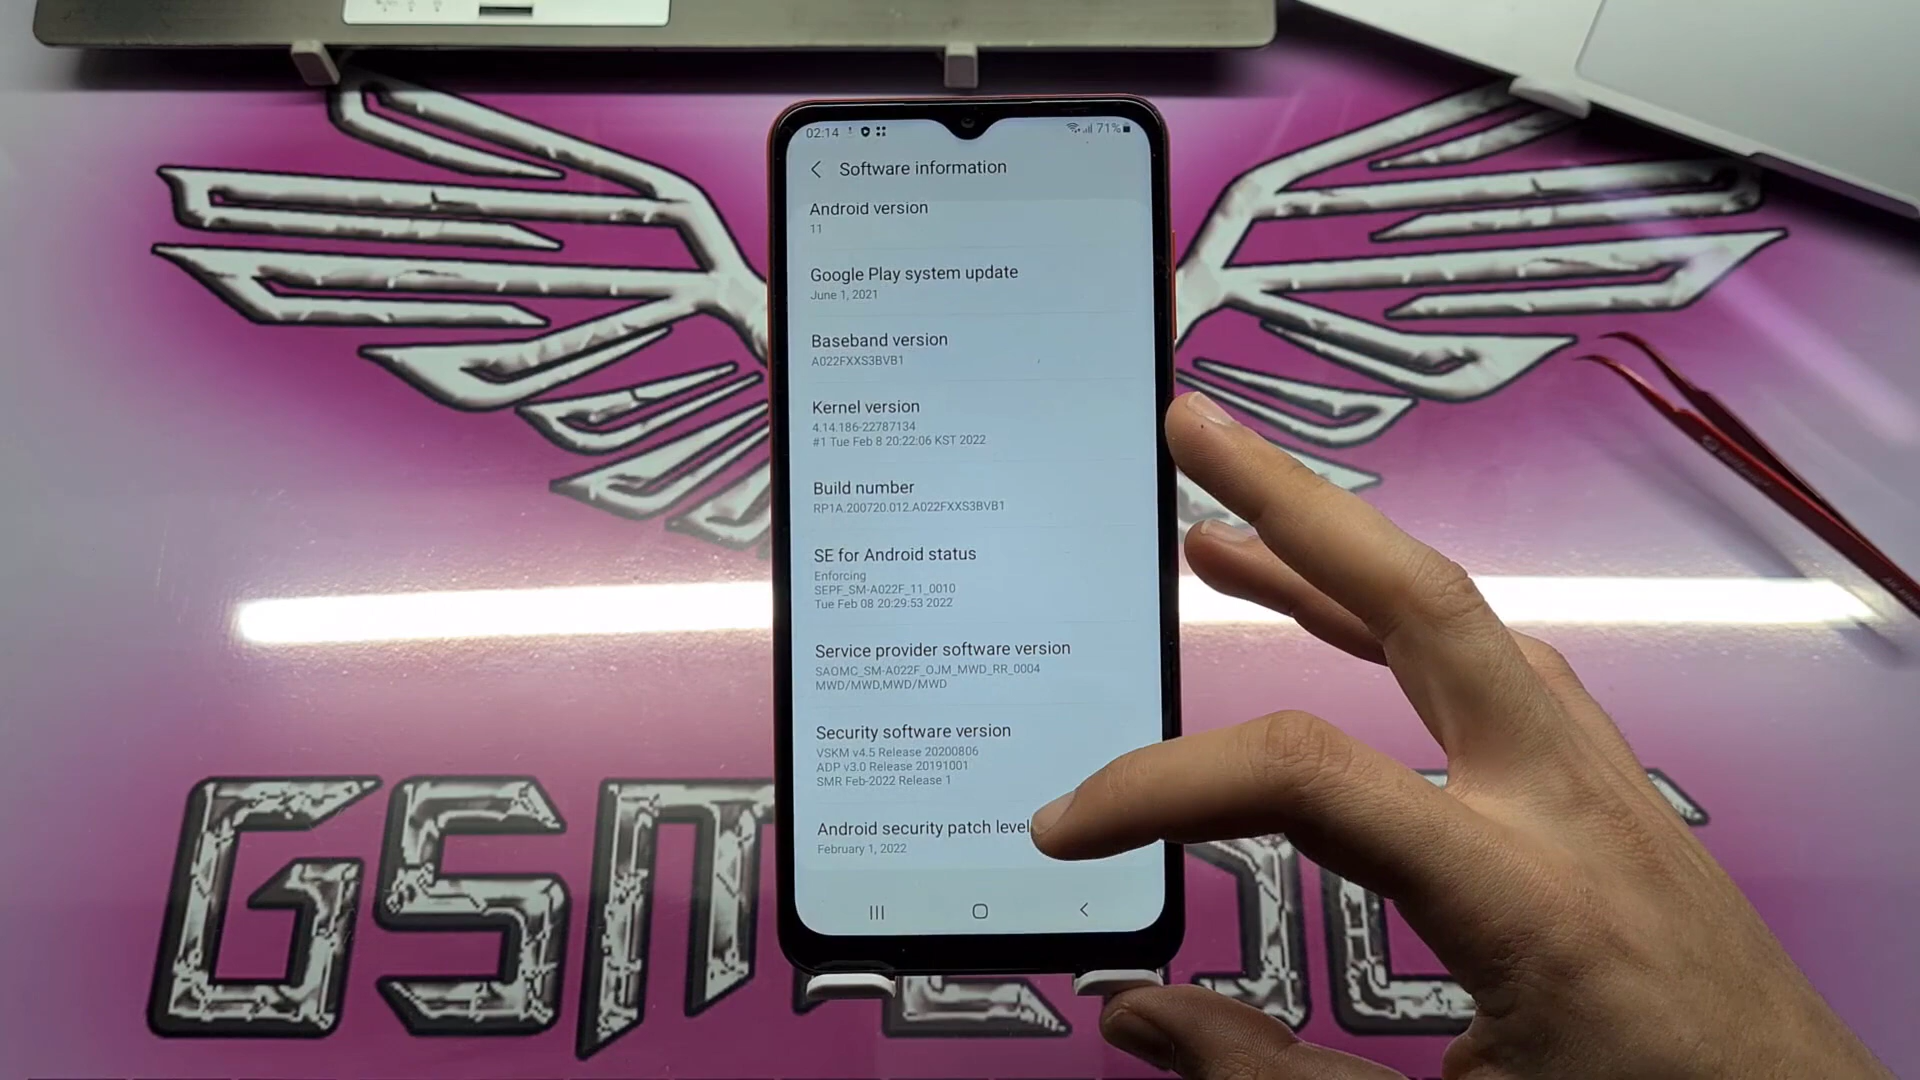 02:14
71%
Software information
Android version
11
Google Play system update
June 1, 2021
Baseband version
A022FXXS3BVB1
Kernel version
4.14.186-22787134
#1 Tue Feb 8 20:22:06 KST 2022
Build number
RP1A.200720.012.A022FXXS3BVB1
SE for Android status
Enforcing
SEPF_SM-A022F_11_0010
Tue Feb 08 20:29:53 2022
Service provider software version
SAOMC_SM-A022F_OJM_MWD_RR_0004
MWD/MWD,MWD/MWD
Security software version
VSKM v4.5 Release 20200806
ADP v3.0 Release 20191001
SMR Feb-2022 Release 1
Android security patch level
February 1, 2022
GSM